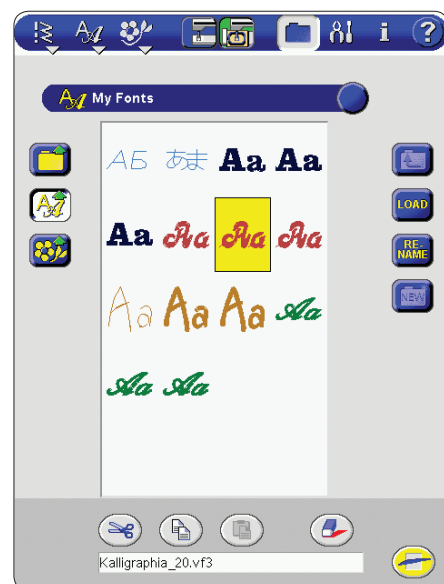 i ?
My Fonts
АБ あま Aa Aa
Aa Aa Aa Aa
Aa Aa Aa Aa
Aa Aa
LOAD
RE-
NAME
NEW
Kalligraphia_20.vf3